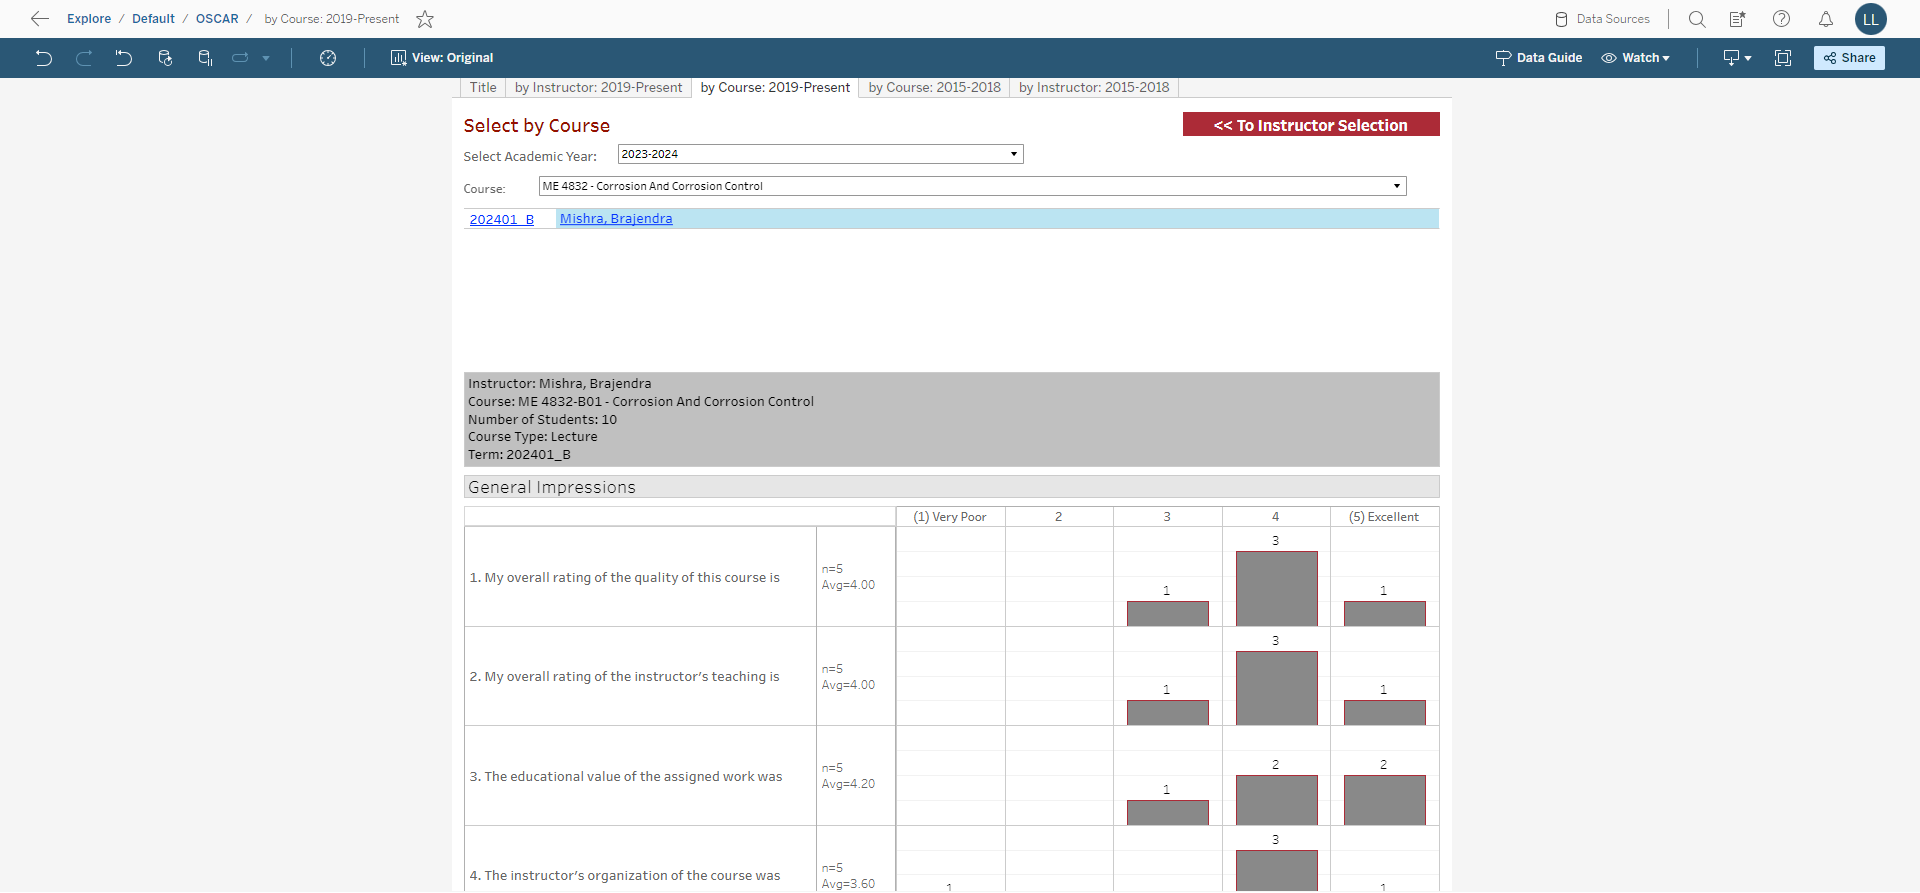 Explore / Default / OSCAR / by Course: 2019-Present
Data Sources
LL
View: Original
Data Guide
Watch
Share
Title
by Instructor: 2019-Present
by Course: 2019-Present
by Course: 2015-2018
by Instructor: 2015-2018
Select by Course
<< To Instructor Selection
Select Academic Year:
2023-2024
Course:
ME 4832 - Corrosion And Corrosion Control
202401_B
Mishra, Brajendra
Instructor: Mishra, Brajendra
Course: ME 4832-B01 - Corrosion And Corrosion Control
Number of Students: 10
Course Type: Lecture
Term: 202401_B
General Impressions
(1) Very Poor
2
3
4
(5) Excellent
1. My overall rating of the quality of this course is
n=5
Avg=4.00
1
3
1
2. My overall rating of the instructor's teaching is
n=5
Avg=4.00
1
3
1
3. The educational value of the assigned work was
n=5
Avg=4.20
1
2
2
4. The instructor's organization of the course was
n=5
Avg=3.60
1
3
1